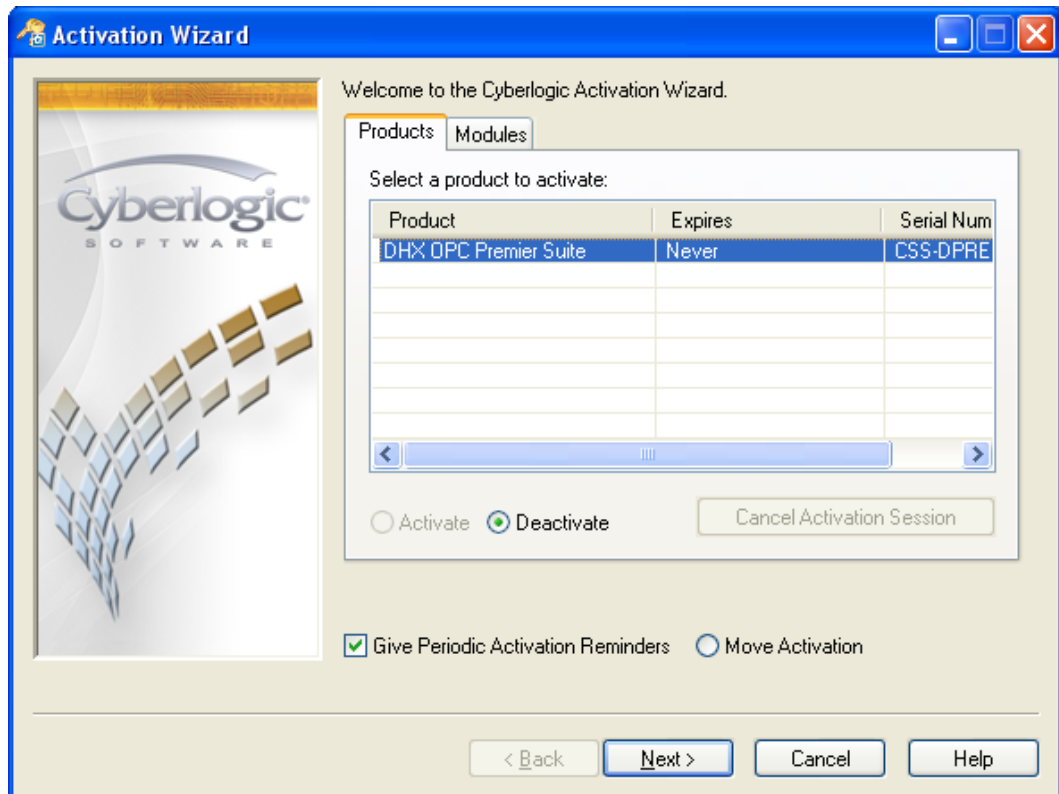 Activation Wizard
Welcome to the Cyberlogic Activation Wizard.
Cyberlogic®
SOFTWARE
Products Modules
Select a product to activate:
Product Expires Serial Num
DHX OPC Premier Suite Never CSS-DPRE
Activate Deactivate Cancel Activation Session
Give Periodic Activation Reminders Move Activation
< Back Next > Cancel Help